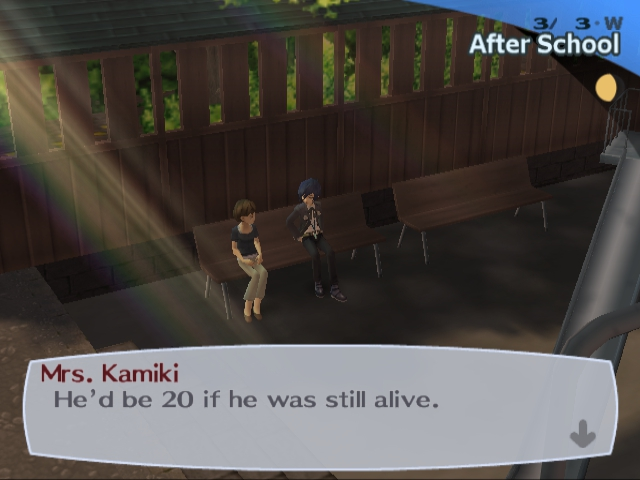 3/ 3·W
After School
Mrs. Kamiki
He'd be 20 if he was still alive.